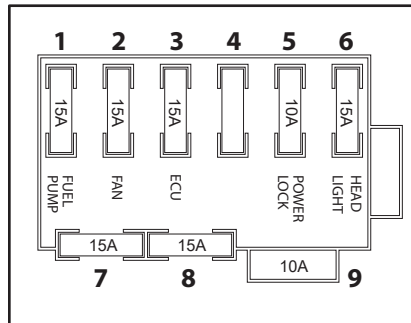 1 2 3 4 5 6
15A 15A 15A 10A 15A
FUEL PUMP
FAN
ECU
POWER LOCK
HEAD LIGHT
15A 15A 10A
7 8 9